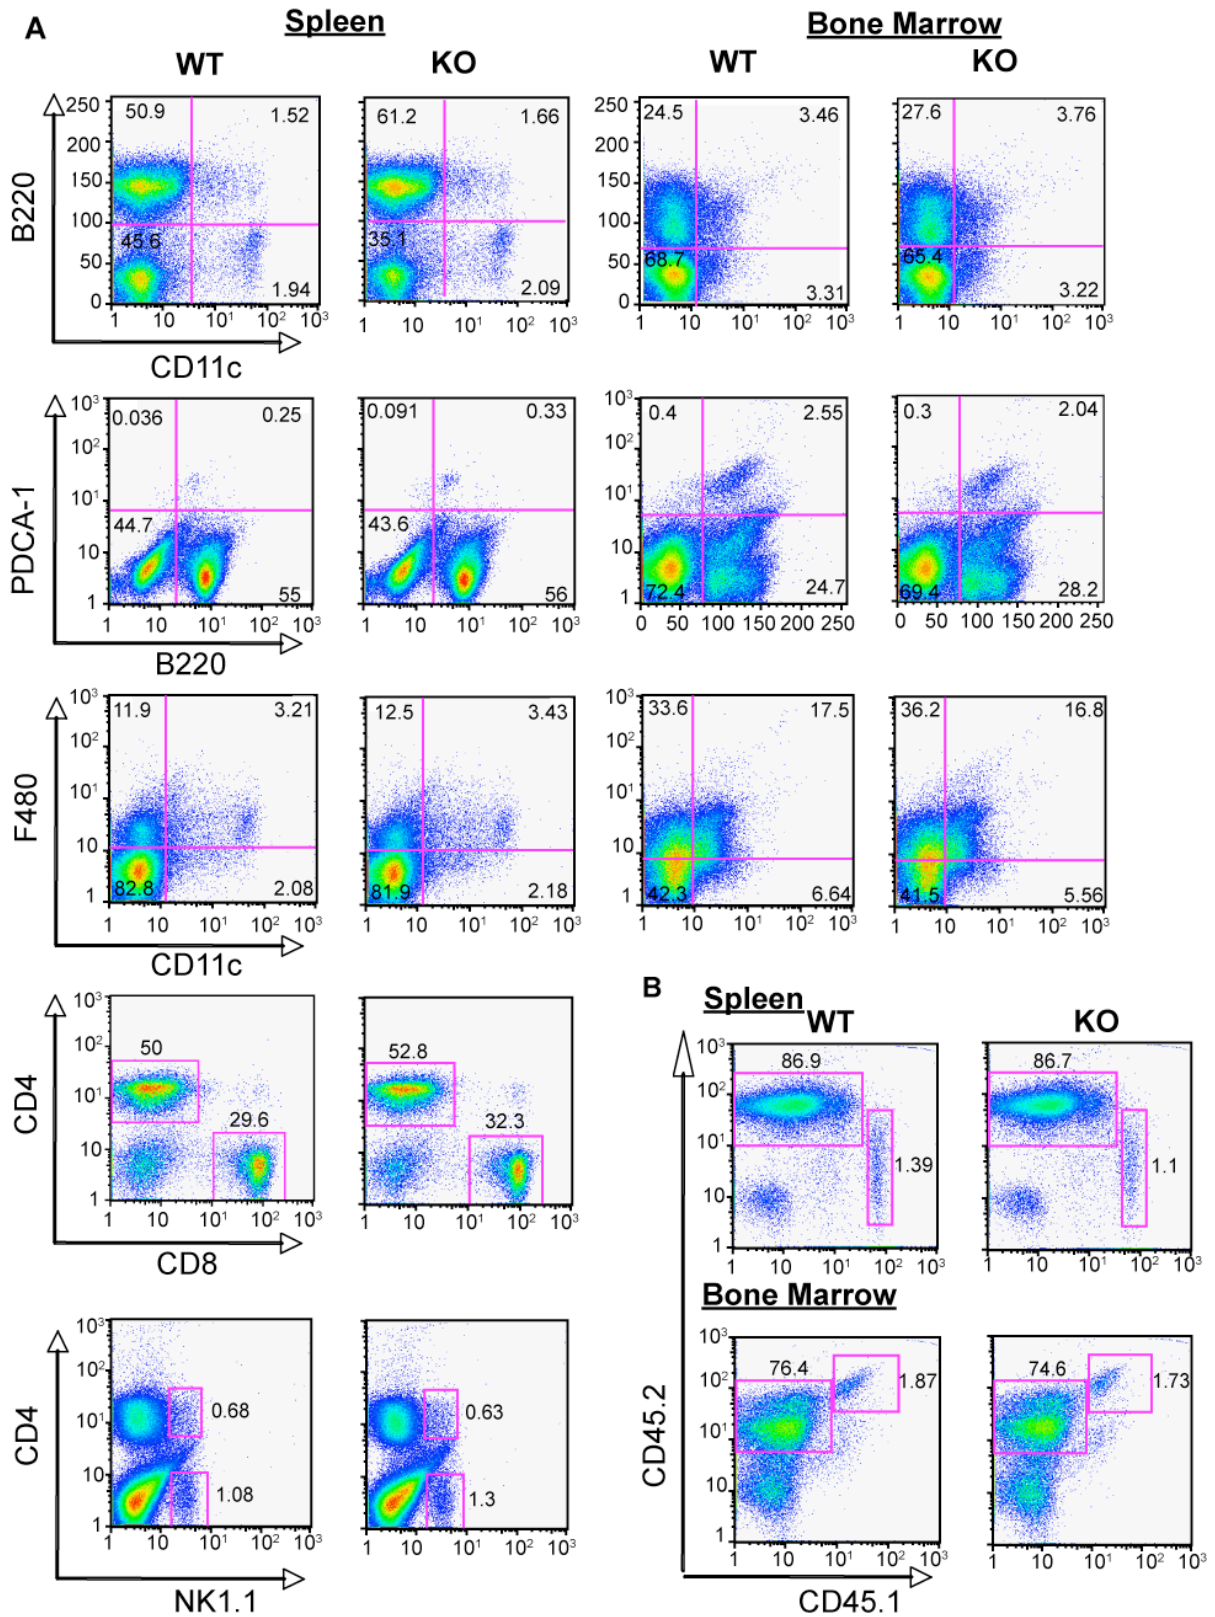 A Spleen Bone Marrow
WT KO WT KO
B220
250 200 150 100 50 0
50.9 1.52 45.6 1.94
61.2 1.66 35.1 2.09
250 200 150 100 50 0
24.5 3.46 68.7 3.31
27.6 3.76 65.4 3.22
1 10 10¹ 10² 10³ 1 10 10¹ 10² 10³ 1 10 10¹ 10² 10³ 1 10 10¹ 10² 10³
CD11c
PDCA-1
10³ 10² 10¹ 10 1
0.036 0.25 44.7 55
0.091 0.33 43.6 56
10³ 10² 10¹ 10 1
0.4 2.55 72.4 24.7
0.3 2.04 69.4 28.2
1 10 10¹ 10² 10³ 1 10 10¹ 10² 10³ 0 50 100 150 200 250 0 50 100 150 200 250
B220
F480
10³ 10² 10¹ 10 1
11.9 3.21 82.8 2.08
12.5 3.43 81.9 2.18
10³ 10² 10¹ 10 1
33.6 17.5 42.3 6.64
36.2 16.8 41.5 5.56
1 10 10¹ 10² 10³ 1 10 10¹ 10² 10³ 1 10 10¹ 10² 10³ 1 10 10¹ 10² 10³
CD11c
CD4
10³ 10² 10¹ 10 1
50 29.6
52.8 32.3
1 10 10¹ 10² 10³ 1 10 10¹ 10² 10³
CD8
CD4
10³ 10² 10¹ 10 1
0.68 1.08
0.63 1.3
1 10 10¹ 10² 10³ 1 10 10¹ 10² 10³
NK1.1
B Spleen
WT KO
10³ 10² 10¹ 10 1
86.9 1.39
86.7 1.1
1 10 10¹ 10² 10³ 1 10 10¹ 10² 10³
Bone Marrow
CD45.2
10³ 10² 10¹ 10 1
76.4 1.87
74.6 1.73
1 10 10¹ 10² 10³ 1 10 10¹ 10² 10³
CD45.1